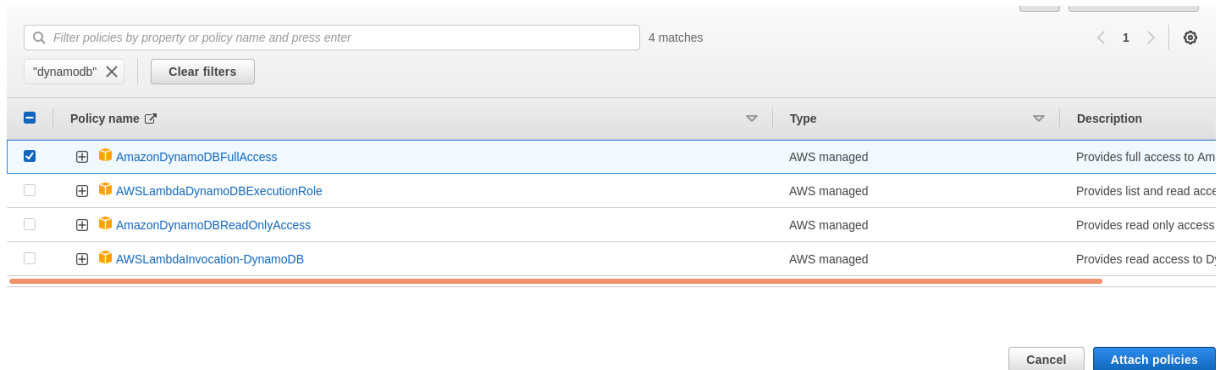 Filter policies by property or policy name and press enter 4 matches 1
"dynamodb" Clear filters
Policy name Type Description
AmazonDynamoDBFullAccess AWS managed Provides full access to Am
AWSLambdaDynamoDBExecutionRole AWS managed Provides list and read acce
AmazonDynamoDBReadOnlyAccess AWS managed Provides read only access
AWSLambdaInvocation-DynamoDB AWS managed Provides read access to Dy
Cancel Attach policies